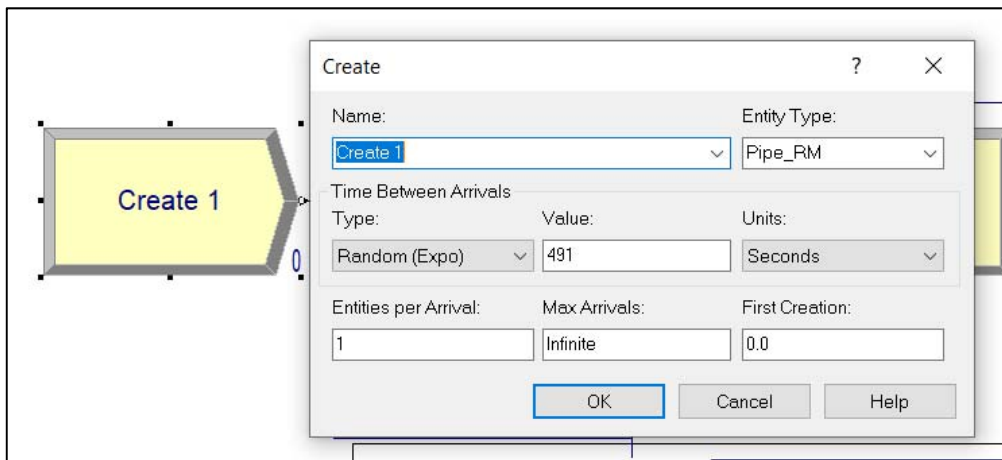 Create ? X
Name: Entity Type:
Create 1 Pipe_RM
Create 1
Time Between Arrivals
Type: Value: Units:
Random (Expo) 491 Seconds
0
Entities per Arrival: Max Arrivals: First Creation:
1 Infinite 0.0
OK Cancel Help